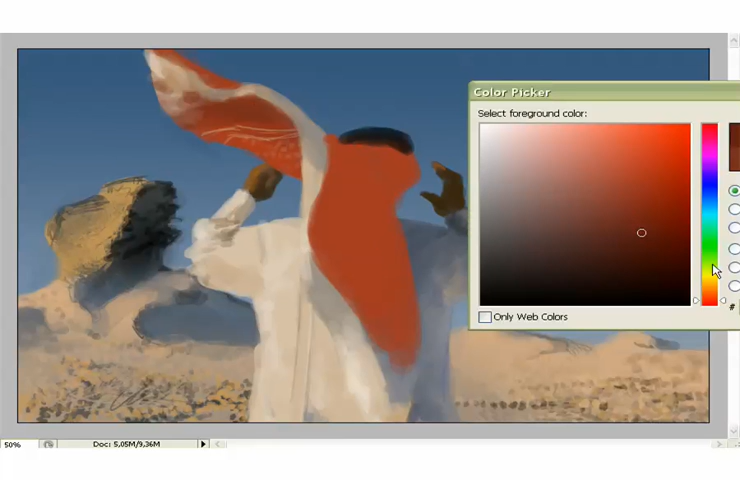 Color Picker
Select foreground color:
Only Web Colors
#
50%
Doc: 5,05M/9,36M